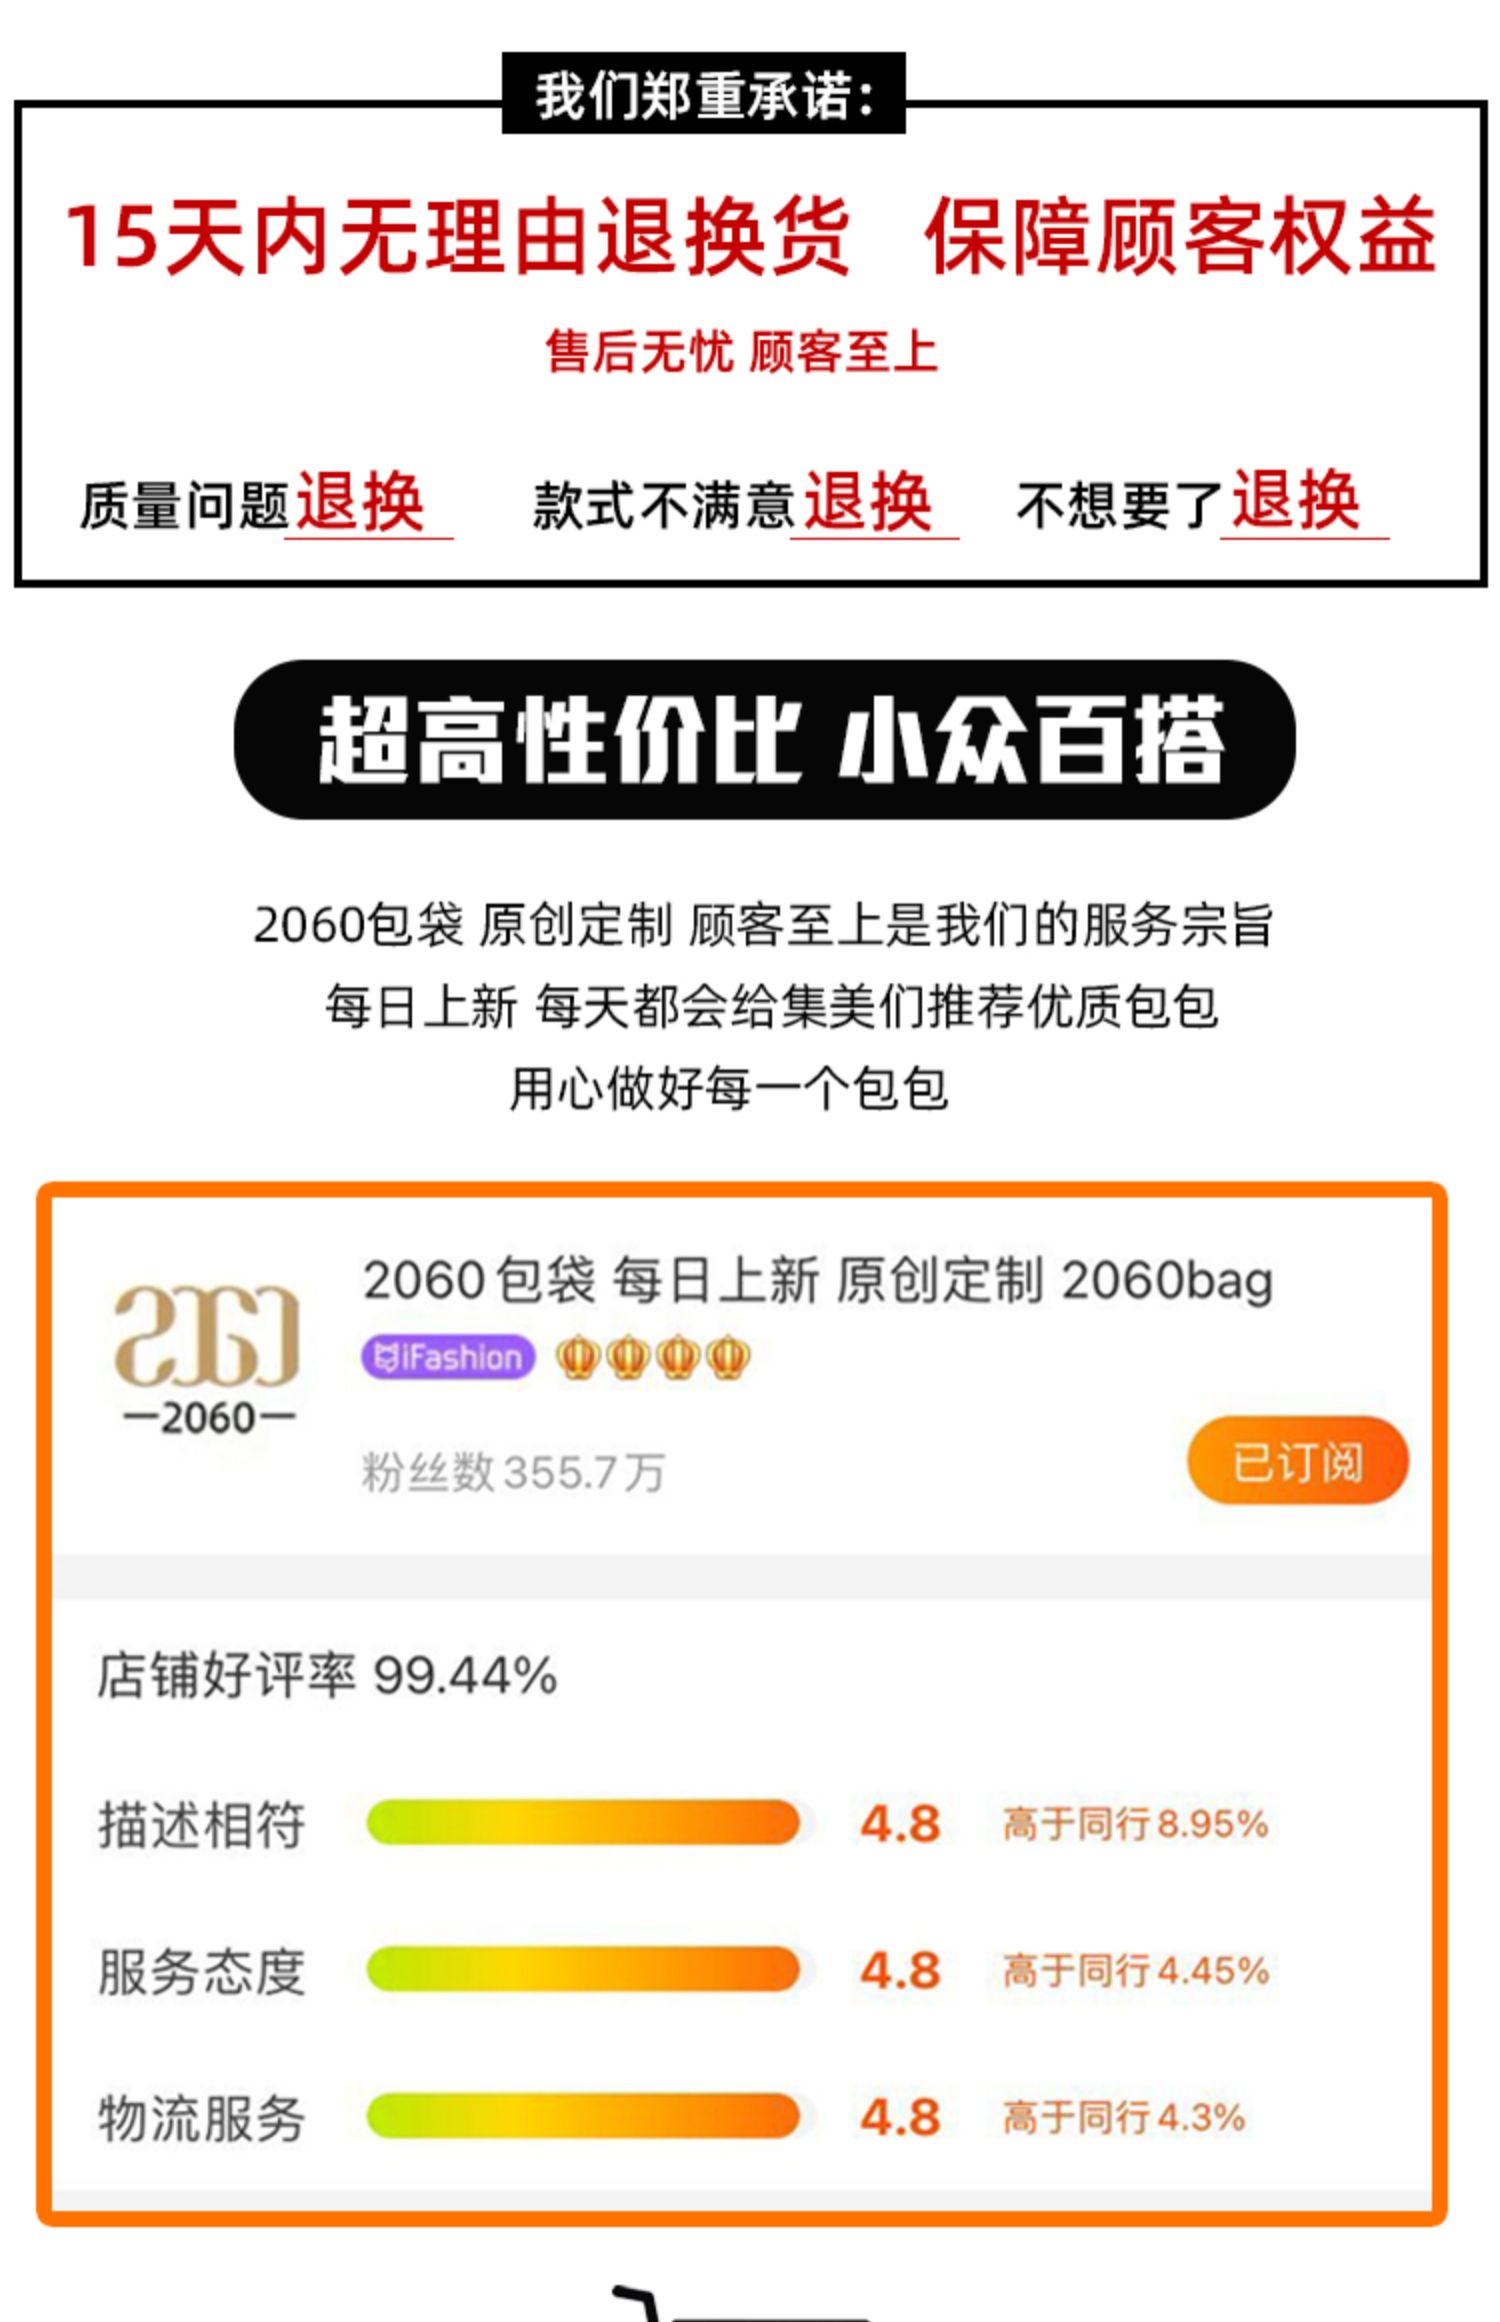 我们郑重承诺：
15天内无理由退换货 保障顾客权益
售后无忧 顾客至上
质量问题退换 款式不满意退换 不想要了退换
超高性价比 小众百搭
2060包袋 原创定制 顾客至上是我们的服务宗旨
每日上新 每天都会给集美们推荐优质包包
用心做好每一个包包
2060包袋 每日上新 原创定制 2060bag
iFashion
—2060—
粉丝数355.7万
已订阅
店铺好评率 99.44%
描述相符 4.8 高于同行8.95%
服务态度 4.8 高于同行4.45%
物流服务 4.8 高于同行4.3%